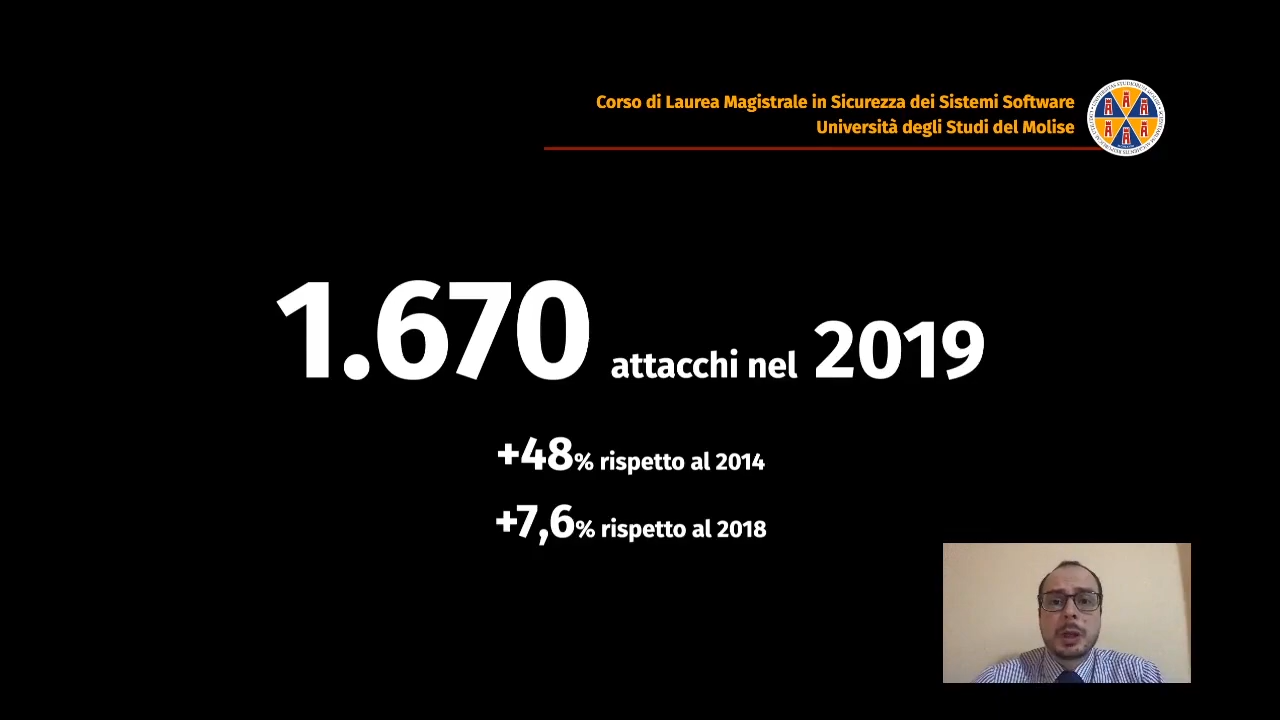 Corso di Laurea Magistrale in Sicurezza dei Sistemi Software
Università degli Studi del Molise
1.670 attacchi nel 2019
+48% rispetto al 2014
+7,6% rispetto al 2018